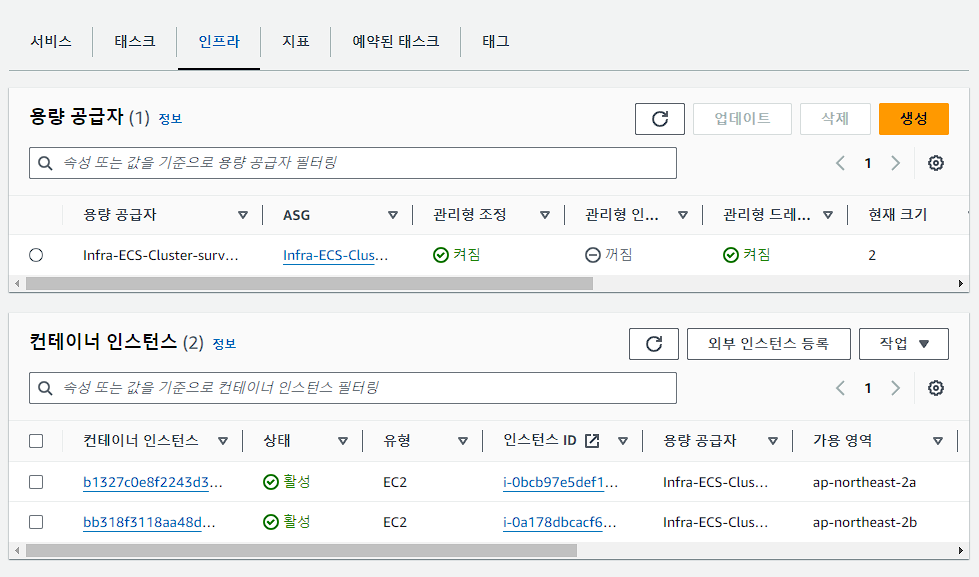 서비스 태스크 인프라 지표 예약된 태스크 태그
용량 공급자 (1) 정보 업데이트 삭제 생성
속성 또는 값을 기준으로 용량 공급자 필터링 1
용량 공급자 ASG 관리형 조정 관리형 인... 관리형 드레... 현재 크기
Infra-ECS-Cluster-surv... Infra-ECS-Clus... 켜짐 꺼짐 켜짐 2
컨테이너 인스턴스 (2) 정보 외부 인스턴스 등록 작업
속성 또는 값을 기준으로 컨테이너 인스턴스 필터링 1
컨테이너 인스턴스 상태 유형 인스턴스 ID 용량 공급자 가용 영역
b1327c0e8f2243d3... 활성 EC2 i-0bcb97e5def1... Infra-ECS-Clus... ap-northeast-2a
bb318f3118aa48d... 활성 EC2 i-0a178dbcacf6... Infra-ECS-Clus... ap-northeast-2b